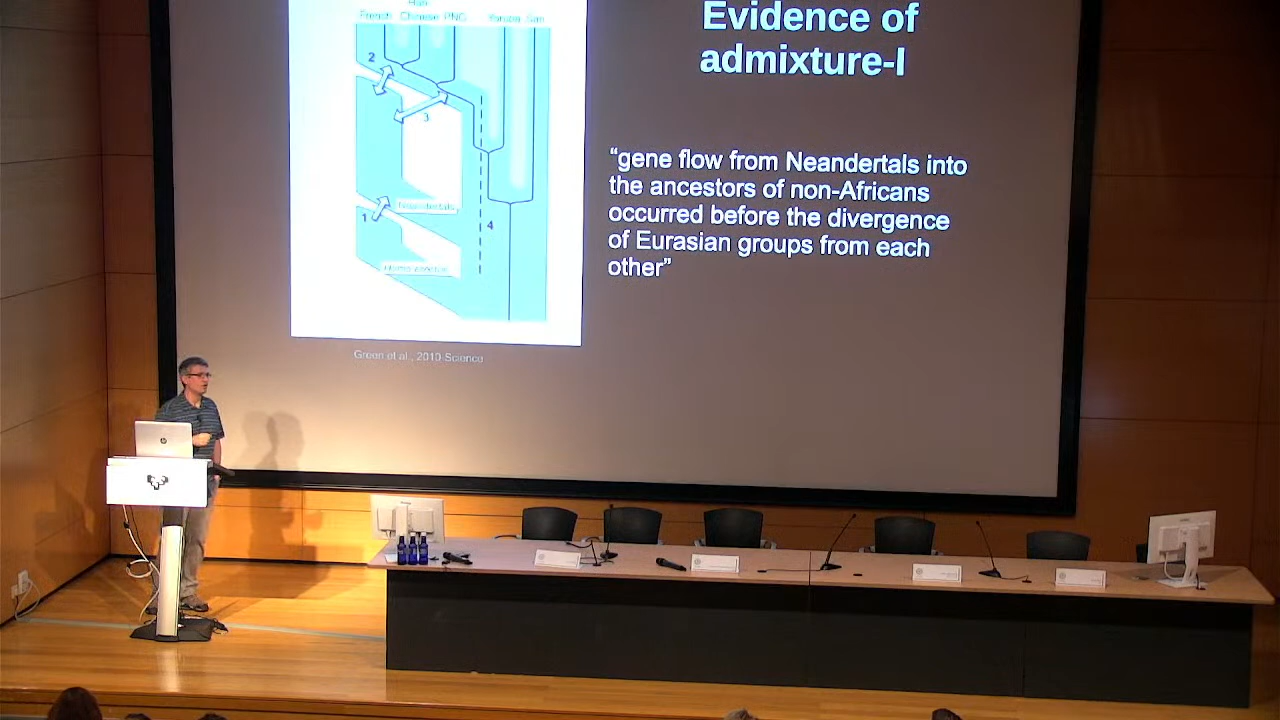 Han
French Chinese PNG Yoruba San
2
3
Neandertals
1
4
Homo erectus
Green et al., 2010 Science
Evidence of
admixture-I
“gene flow from Neandertals into
the ancestors of non-Africans
occurred before the divergence
of Eurasian groups from each
other”
hp